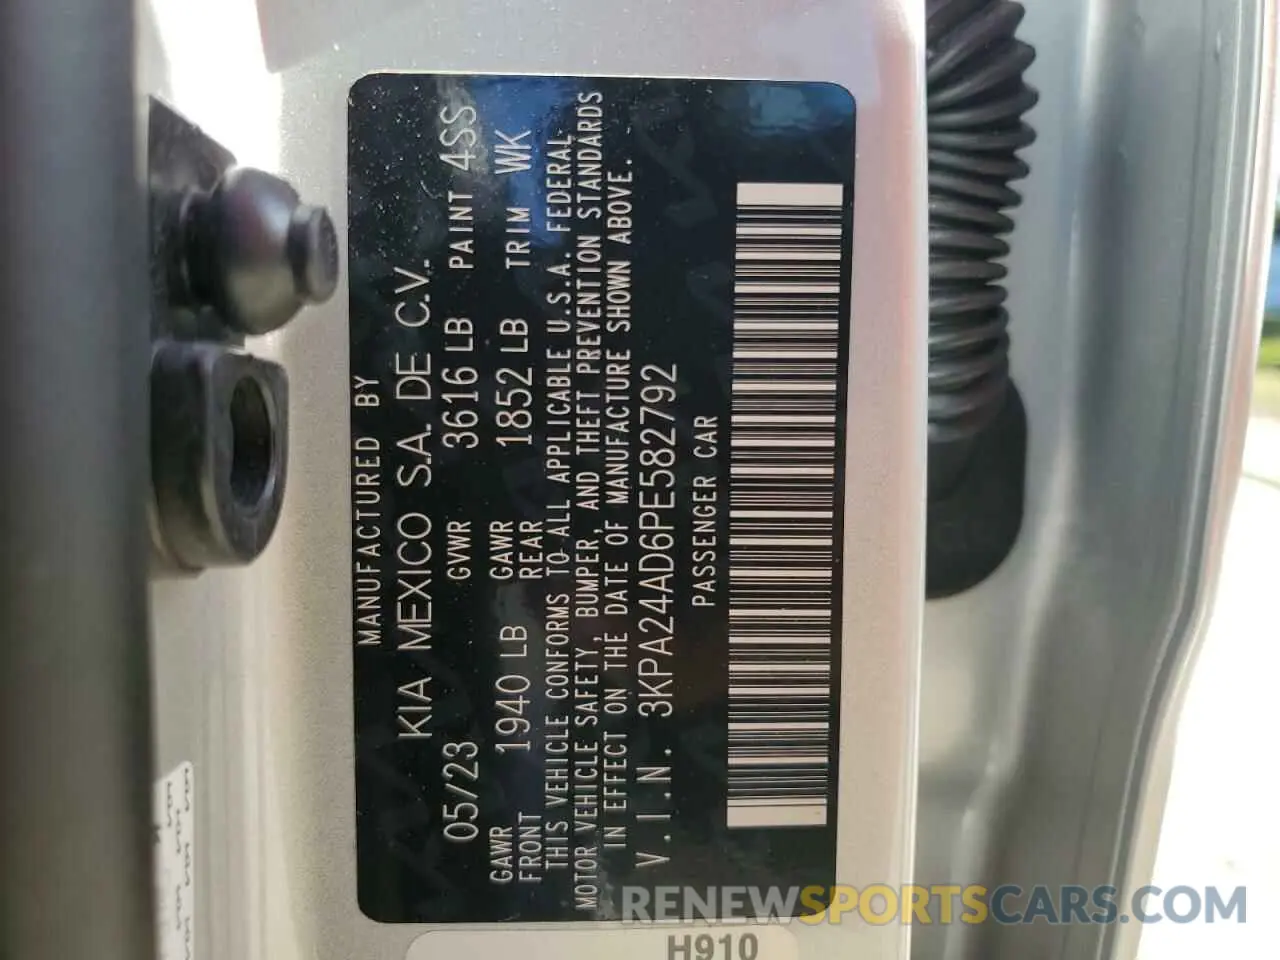 MANUFACTURED BY
KIA MEXICO S.A. DE C.V.
05/23 GVWR 3616 LB PAINT 4SS
GAWR FRONT 1940 LB GAWR REAR 1852 LB TRIM WK
THIS VEHICLE CONFORMS TO ALL APPLICABLE U.S.A. FEDERAL
MOTOR VEHICLE SAFETY, BUMPER, AND THEFT PREVENTION STANDARDS
IN EFFECT ON THE DATE OF MANUFACTURE SHOWN ABOVE.
V.I.N. 3KPA24AD6PE582792
PASSENGER CAR
H910
RENEWSPORTSCARS.COM